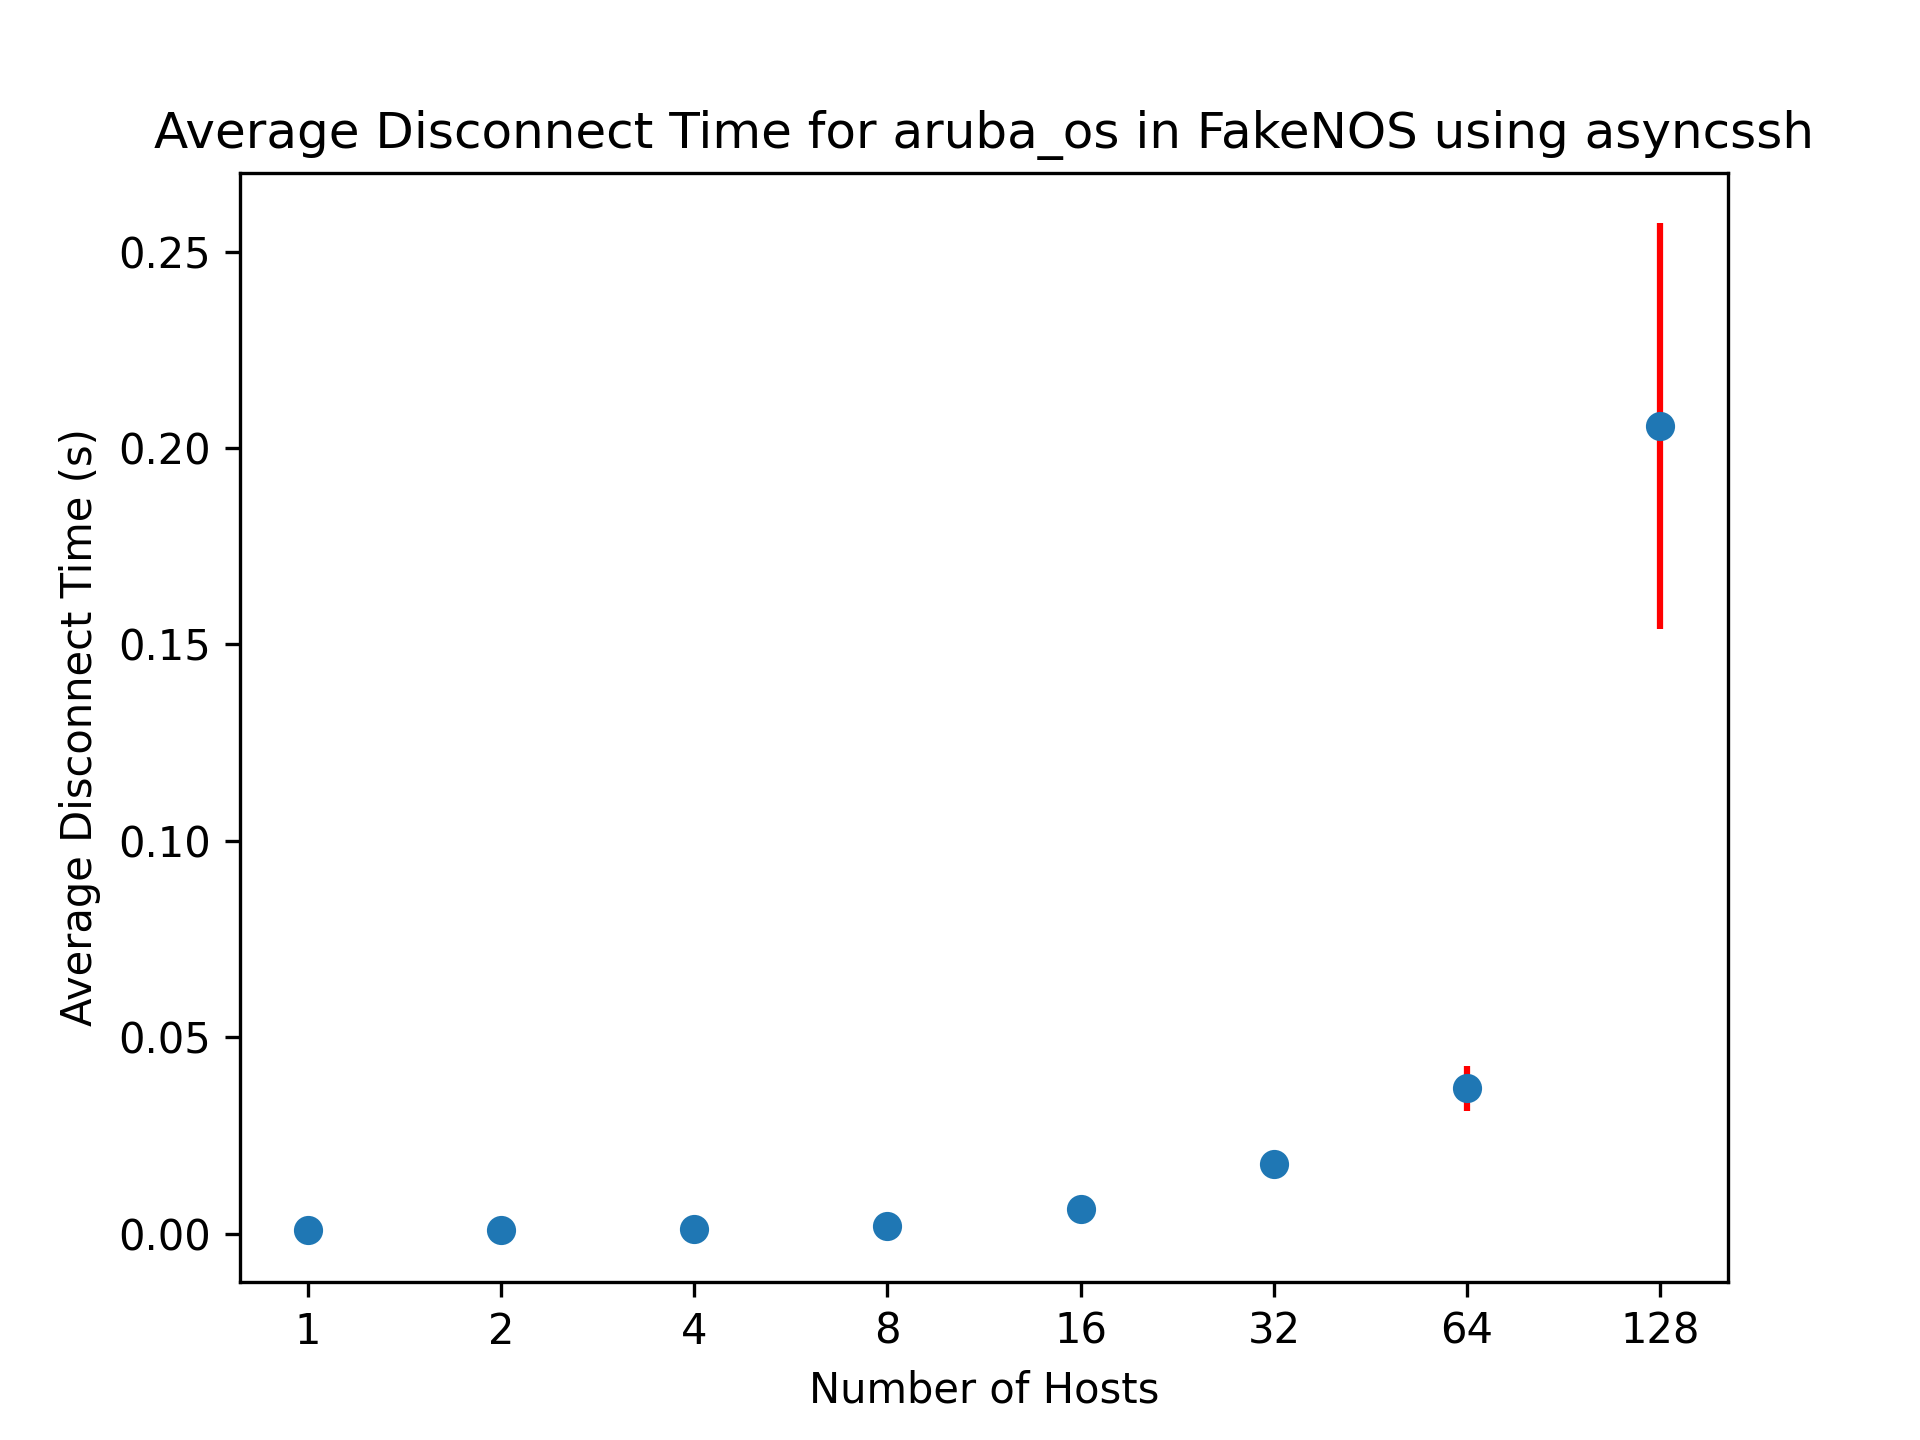 Average Disconnect Time for aruba_os in FakeNOS using asyncssh
Average Disconnect Time (s)
0.25
0.20
0.15
0.10
0.05
0.00
1 2 4 8 16 32 64 128
Number of Hosts